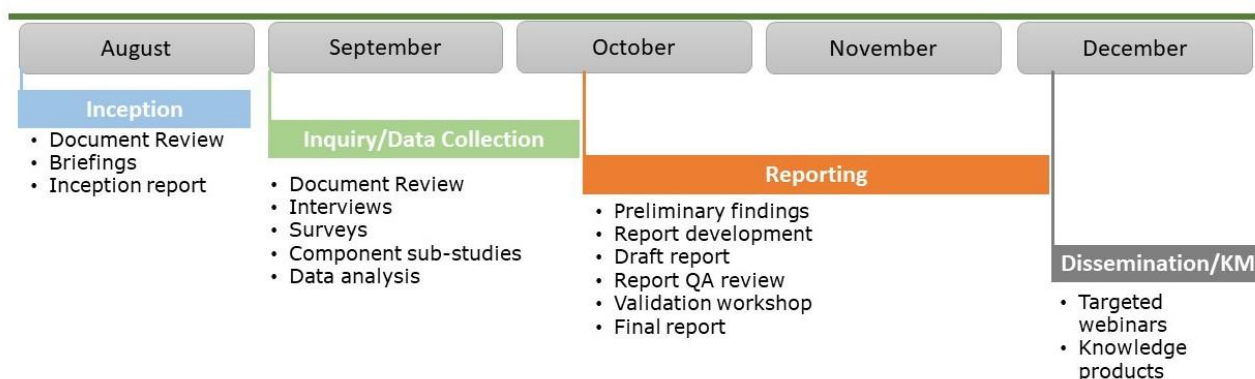 August
September
October
November
December
Inception
• Document Review
• Briefings
• Inception report
Inquiry/Data Collection
• Document Review
• Interviews
• Surveys
• Component sub-studies
• Data analysis
Reporting
• Preliminary findings
• Report development
• Draft report
• Report QA review
• Validation workshop
• Final report
Dissemination/KM
• Targeted
webinars
• Knowledge
products